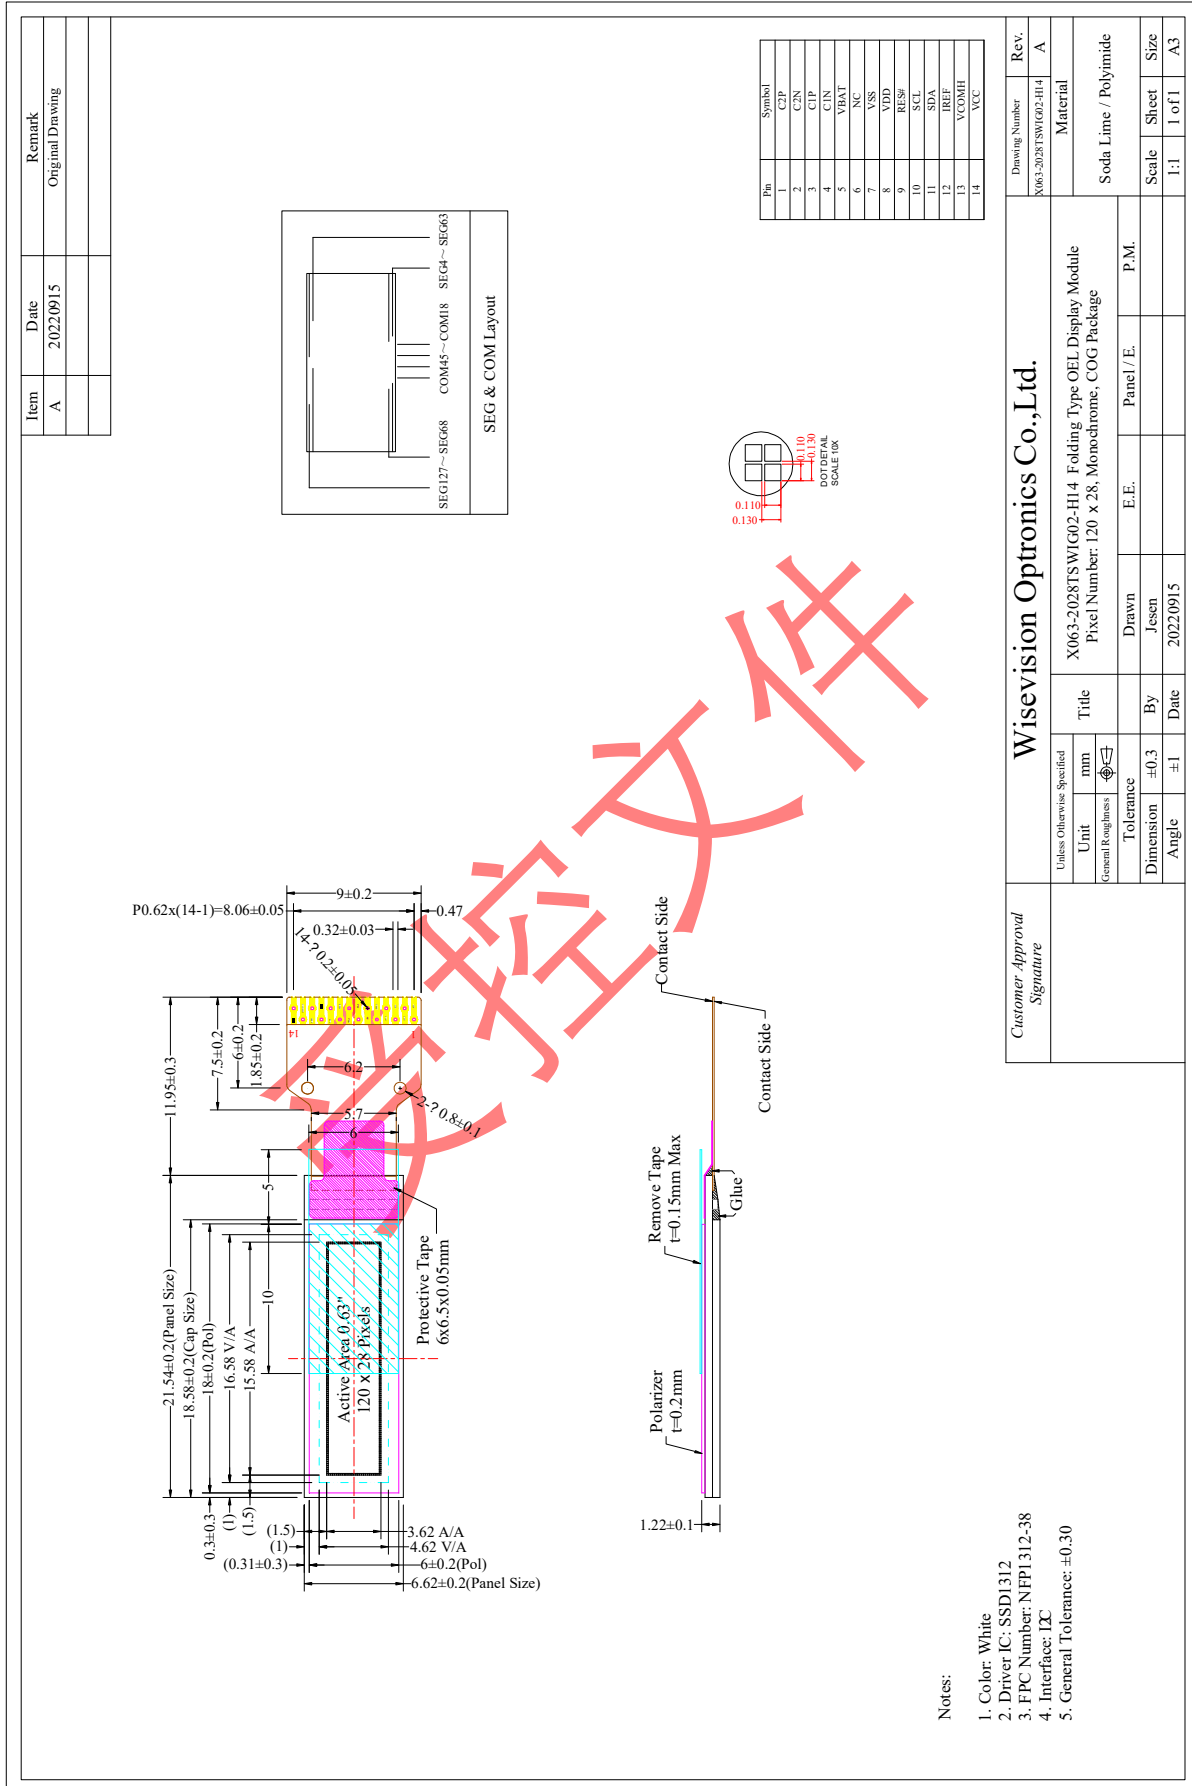 Item Date Remark
A 20220915 Original Drawing
SEG127～SEG68 COM45～COM18 SEG4～SEG63
SEG & COM Layout
Pin Symbol
1 C2P
2 C2N
3 C1P
4 C1N
5 VBAT
6 NC
7 VSS
8 VDD
9 RES#
10 SCL
11 SDA
12 IREF
13 VCOMH
14 VCC
0.110
0.130
0.110
0.130
DOT DETAIL
SCALE 10X
9±0.2
P0.62x(14-1)=8.06±0.05
0.47
0.32±0.03
14-?0.2±0.05
14
1
11.95±0.3
7.5±0.2
6±0.2
1.85±0.2
6.2
2-?0.8±0.1
5.7
6
5
21.54±0.2(Panel Size)
18.58±0.2(Cap Size)
18±0.2(Pol)
16.58 V/A
15.58 A/A
10
Active Area 0.63"
120 x 28 Pixels
Protective Tape
6x6.5x0.05mm
0.3±0.3
(1)
(1.5)
(1.5)
(1)
(0.31±0.3)
3.62 A/A
4.62 V/A
6±0.2(Pol)
6.62±0.2(Panel Size)
Contact Side
Contact Side
Remove Tape
t=0.15mm Max
Glue
Polarizer
t=0.2mm
1.22±0.1
受控文件
Notes:
1. Color: White
2. Driver IC: SSD1312
3. FPC Number: NFP1312-38
4. Interface: I2C
5. General Tolerance: ±0.30
Customer Approval
Signature
Wisevision Optronics Co.,Ltd.
Drawing Number Rev.
X063-2028TSWIG02-H14 A
Unless Otherwise Specified
Unit mm
General Roughness
Tolerance
Dimension ±0.3
Angle ±1
Title
X063-2028TSWIG02-H14 Folding Type OEL Display Module
Pixel Number: 120 x 28, Monochrome, COG Package
Material
Soda Lime / Polyimide
Drawn E.E. Panel / E. P.M.
By Jesen
Date 20220915
Scale Sheet Size
1:1 1 of 1 A3